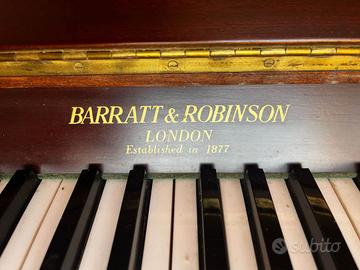 BARRATT & ROBINSON
LONDON
Established in 1877
subito